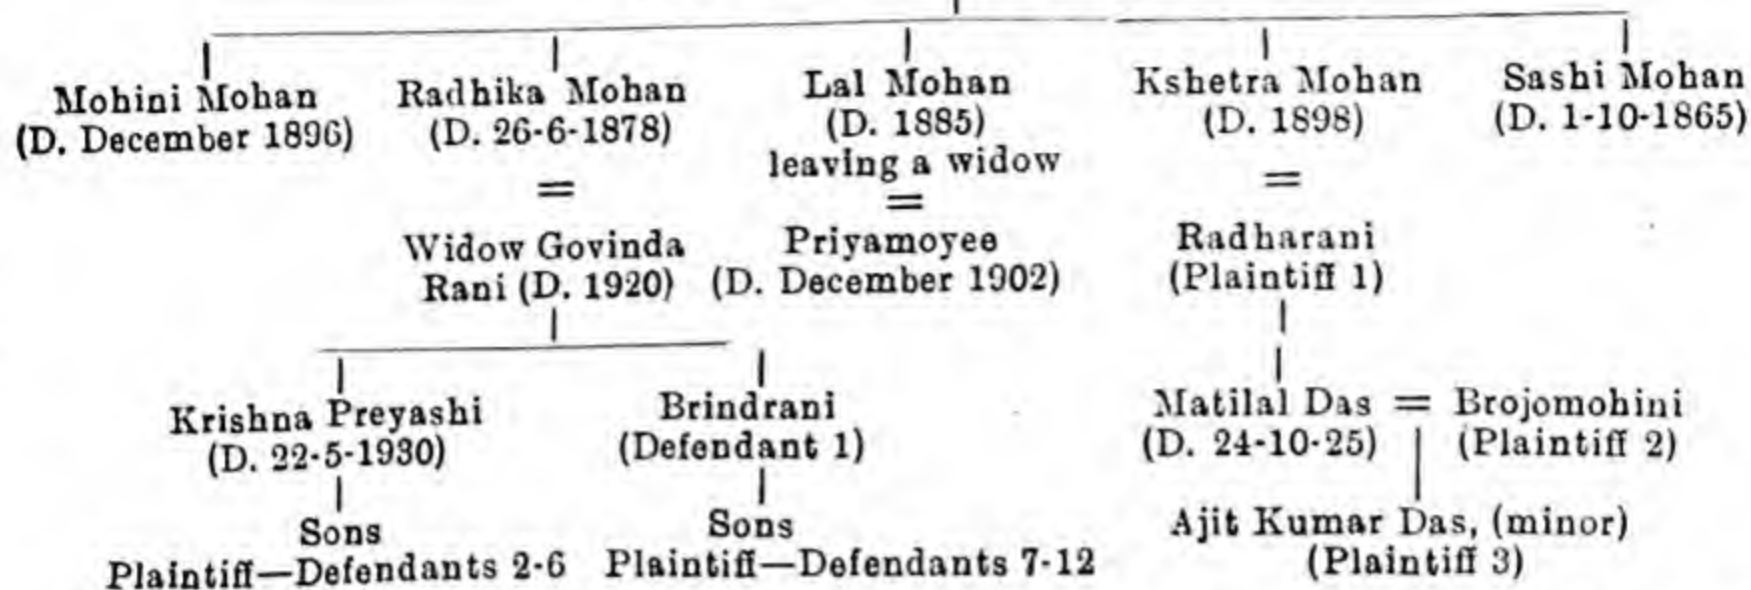 Mohini Mohan
(D. December 1896)
Radhika Mohan
(D. 26-6-1878)
=
Widow Govinda
Rani (D. 1920)
Lal Mohan
(D. 1885)
leaving a widow
=
Priyamoyee
(D. December 1902)
Kshetra Mohan
(D. 1898)
=
Radharani
(Plaintiff 1)
Sashi Mohan
(D. 1-10-1865)
Krishna Preyashi
(D. 22-5-1930)
Sons
Plaintiff—Defendants 2-6
Brindrani
(Defendant 1)
Sons
Plaintiff—Defendants 7-12
Matilal Das = Brojomohini
(D. 24-10-25) (Plaintiff 2)
Ajit Kumar Das, (minor)
(Plaintiff 3)